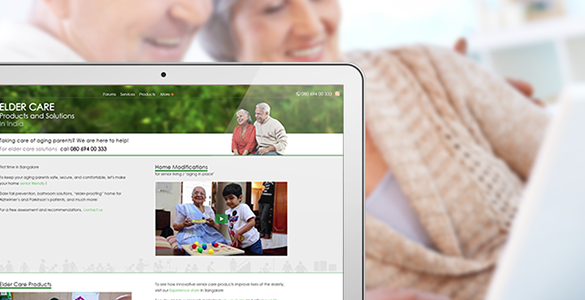 Forums Services Products More
080 694 00 333
ELDER CARE
Products and Solutions
in India
Taking care of aging parents? We are here to help!
For elder care solutions call 080 694 00 333
First time in Bangalore
To keep your aging parents safe, secure, and comfortable, let's make
your home senior friendly!
fall prevention, bathroom solutions, "elder-proofing" home for
Alzheimer's and Parkinson's patients, and much more!
For a free assessment and recommendations, contact us
Home Modifications
for senior living / "aging in place"
Elder Care Products
To see how innovative senior care products improve lives of the elderly,
visit our experience store in Bangalore